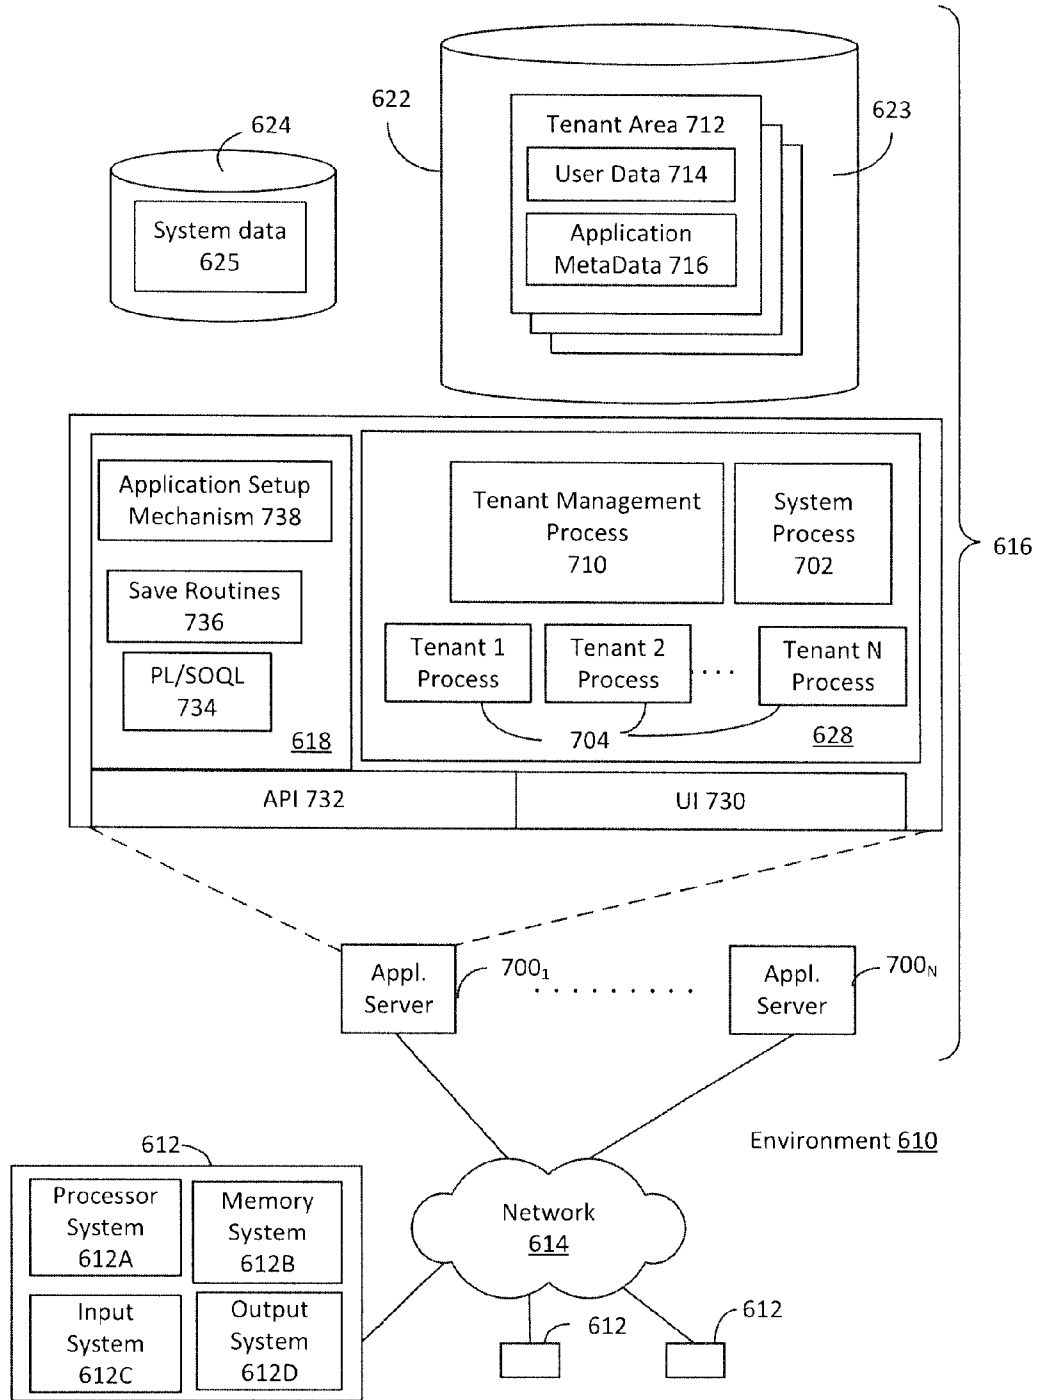 622
623
624
Tenant Area 712
User Data 714
Application
MetaData 716
System data
625
Application Setup
Mechanism 738
Save Routines
736
PL/SOQL
734
618
Tenant Management
Process
710
System
Process
702
Tenant 1
Process
Tenant 2
Process
. . . .
Tenant N
Process
704
628
API 732
UI 730
616
Appl.
Server
700₁
. . . . . . . . .
Appl.
Server
700N
Environment 610
612
Processor
System
612A
Memory
System
612B
Input
System
612C
Output
System
612D
Network
614
612
612